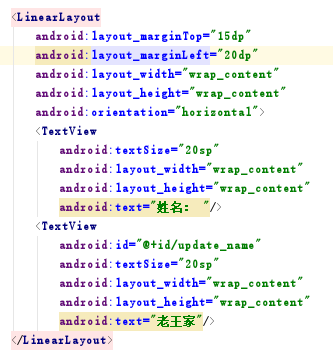 <LinearLayout
android:layout_marginTop="15dp"
android:layout_marginLeft="20dp"
android:layout_width="wrap_content"
android:layout_height="wrap_content"
android:orientation="horizontal">
<TextView
android:textSize="20sp"
android:layout_width="wrap_content"
android:layout_height="wrap_content"
android:text="姓名: "/>
<TextView
android:id="@+id/update_name"
android:textSize="20sp"
android:layout_width="wrap_content"
android:layout_height="wrap_content"
android:text="老王家"/>
</LinearLayout>